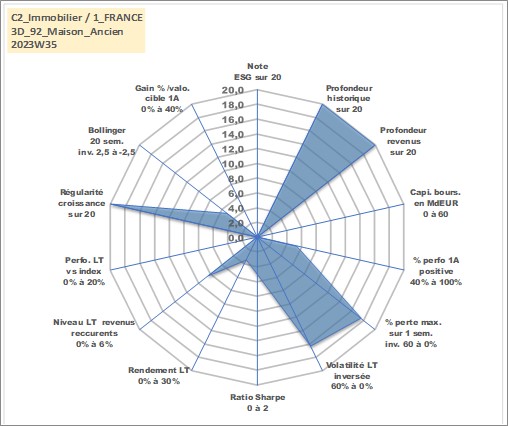 C2_Immobilier / 1_FRANCE
3D_92_Maison_Ancien
2023W35
Note
ESG sur 20
Profondeur
historique
sur 20
Profondeur
revenus
sur 20
Capi. bours.
en MdEUR
0 à 60
% perfo 1A
positive
40% à 100%
% perte max.
sur 1 sem.
inv. 60 à 0%
Volatilité LT
inversée
60% à 0%
Ratio Sharpe
0 à 2
Rendement LT
0% à 30%
Niveau LT revenus
reccurents
0% à 6%
Perfo. LT
vs index
0% à 20%
Régularité
croissance
sur 20
Bollinger
20 sem.
inv. 2,5 à -2,5
Gain % /valo.
cible 1A
0% à 40%
20,0
18,0
16,0
14,0
12,0
10,0
8,0
6,0
4,0
2,0
0,0